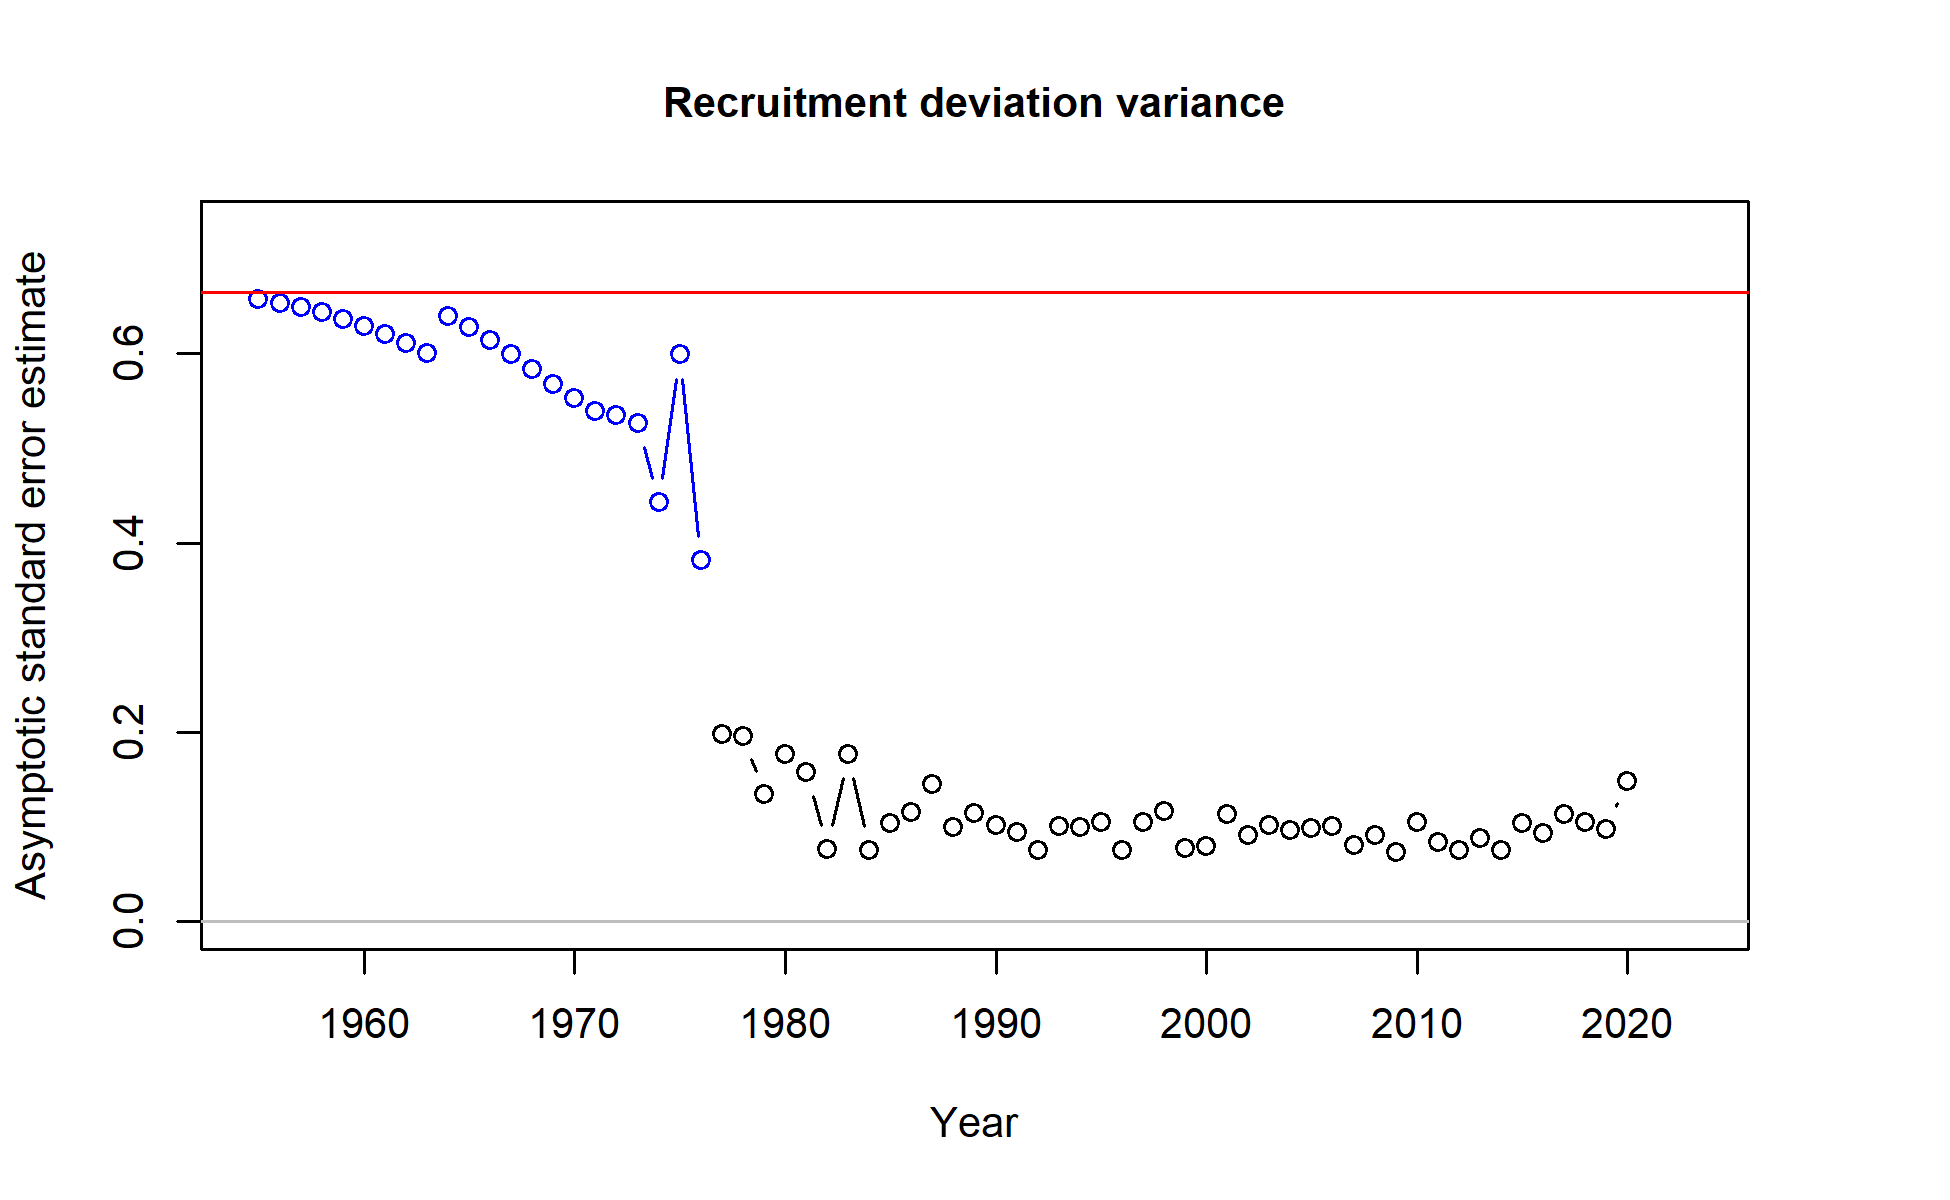 Recruitment deviation variance
Asymptotic standard error estimate
0.6
0.4
0.2
0.0
1960 1970 1980 1990 2000 2010 2020
Year